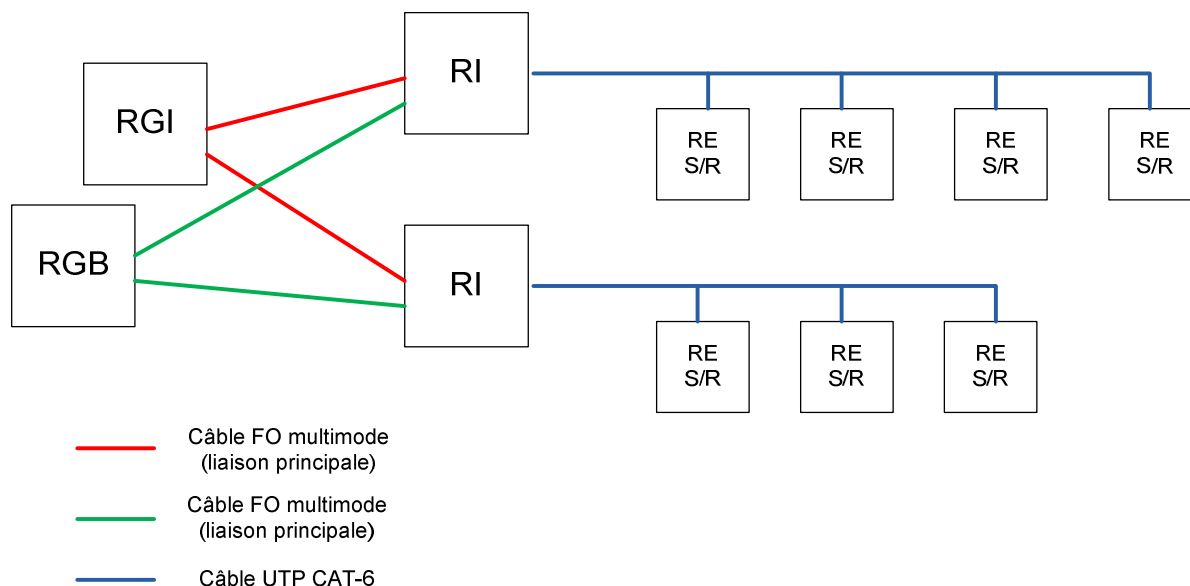 RI
RGI
RE
S/R
RE
S/R
RE
S/R
RE
S/R
RGB
RI
RE
S/R
RE
S/R
RE
S/R
Câble FO multimode
(liaison principale)
Câble FO multimode
(liaison principale)
Câble UTP CAT-6